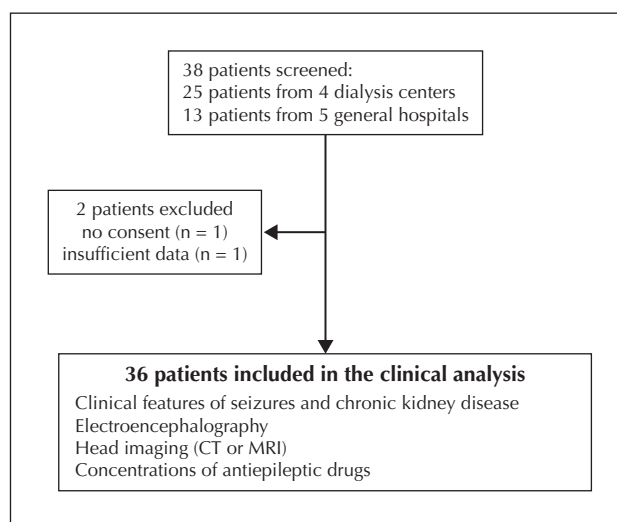 38 patients screened:
25 patients from 4 dialysis centers
13 patients from 5 general hospitals
2 patients excluded
no consent (n = 1)
insufficient data (n = 1)
36 patients included in the clinical analysis
Clinical features of seizures and chronic kidney disease
Electroencephalography
Head imaging (CT or MRI)
Concentrations of antiepileptic drugs